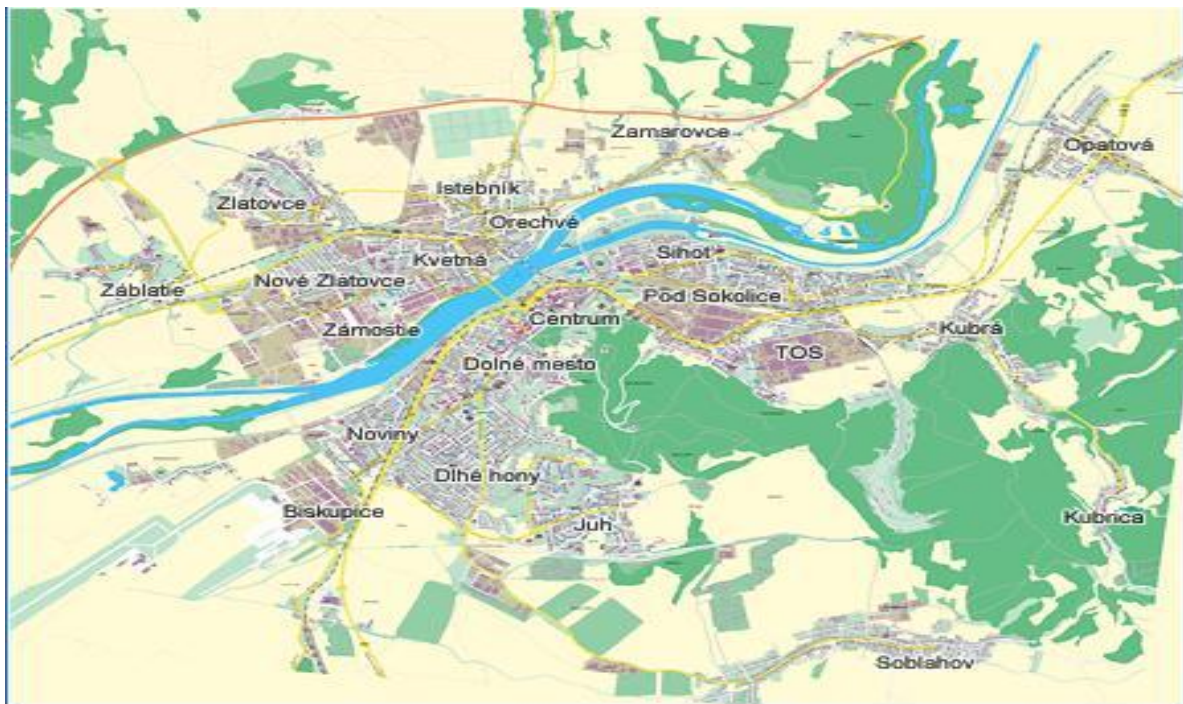 Zamarovce
Opatová
Istebník
Zlatovce
Orechvé
Sihoť
Kvetná
Nové Zlatovce
Záblatie
Pod Sokolice
Centrum
Zámostie
Kubrá
TOS
Dolné mesto
Noviny
Dlhé hony
Biskupice
Juh
Kubrica
Soblahov